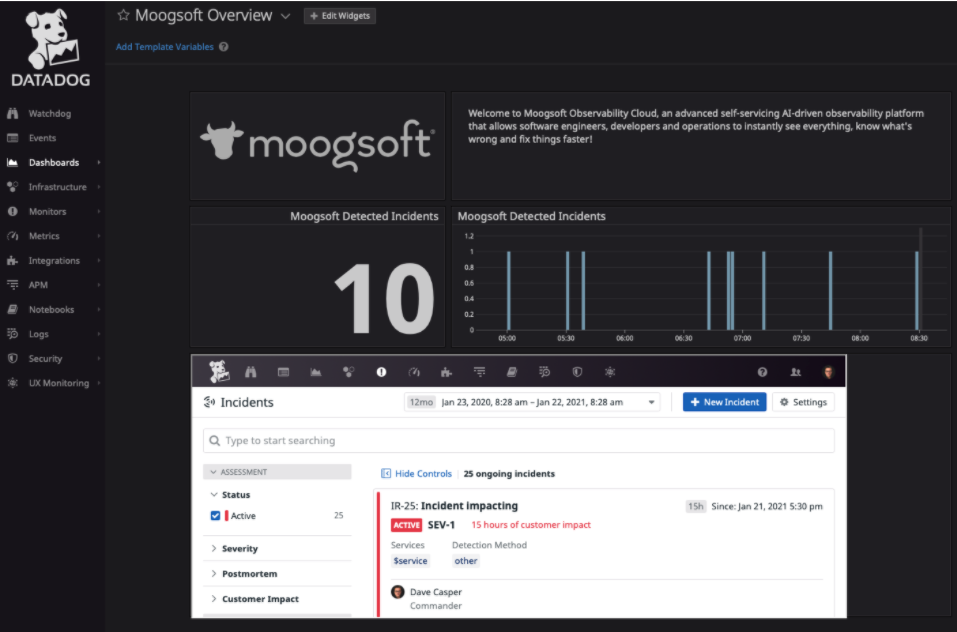 Moogsoft Overview
+ Edit Widgets
Add Template Variables
DATADOG
Watchdog
Events
Dashboards
Infrastructure
Monitors
Metrics
Integrations
APM
Notebooks
Logs
Security
UX Monitoring
moogsoft
Welcome to Moogsoft Observability Cloud, an advanced self-servicing AI-driven observability platform
that allows software engineers, developers and operations to instantly see everything, know what's
wrong and fix things faster!
Moogsoft Detected Incidents
10
Moogsoft Detected Incidents
1.2
1
0.8
0.6
0.4
0.2
0
05:00 05:30 06:00 06:30 07:00 07:30 08:00 08:30
Incidents
12mo Jan 23, 2020, 8:28 am – Jan 22, 2021, 8:28 am
+ New Incident
Settings
Type to start searching
ASSESSMENT
Status
Active 25
Severity
Postmortem
Customer Impact
Hide Controls 25 ongoing incidents
IR-25: Incident impacting
15h Since: Jan 21, 2021 5:30 pm
ACTIVE SEV-1 15 hours of customer impact
Services Detection Method
$service other
Dave Casper
Commander